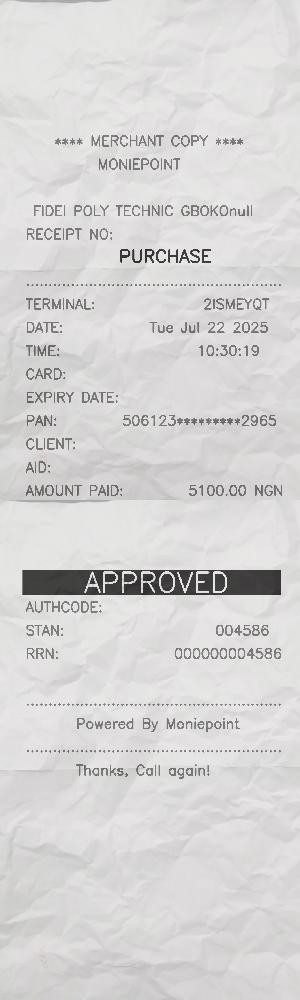 **** MERCHANT COPY ****
MONIEPOINT
FIDEI POLY TECHNIC GBOKOnull
RECEIPT NO:
PURCHASE
TERMINAL: 2ISMEYQT
DATE: Tue Jul 22 2025
TIME: 10:30:19
CARD:
EXPIRY DATE:
PAN: 506123*********2965
CLIENT:
AID:
AMOUNT PAID: 5100.00 NGN
APPROVED
AUTHCODE:
STAN: 004586
RRN: 000000004586
Powered By Moniepoint
Thanks, Call again!